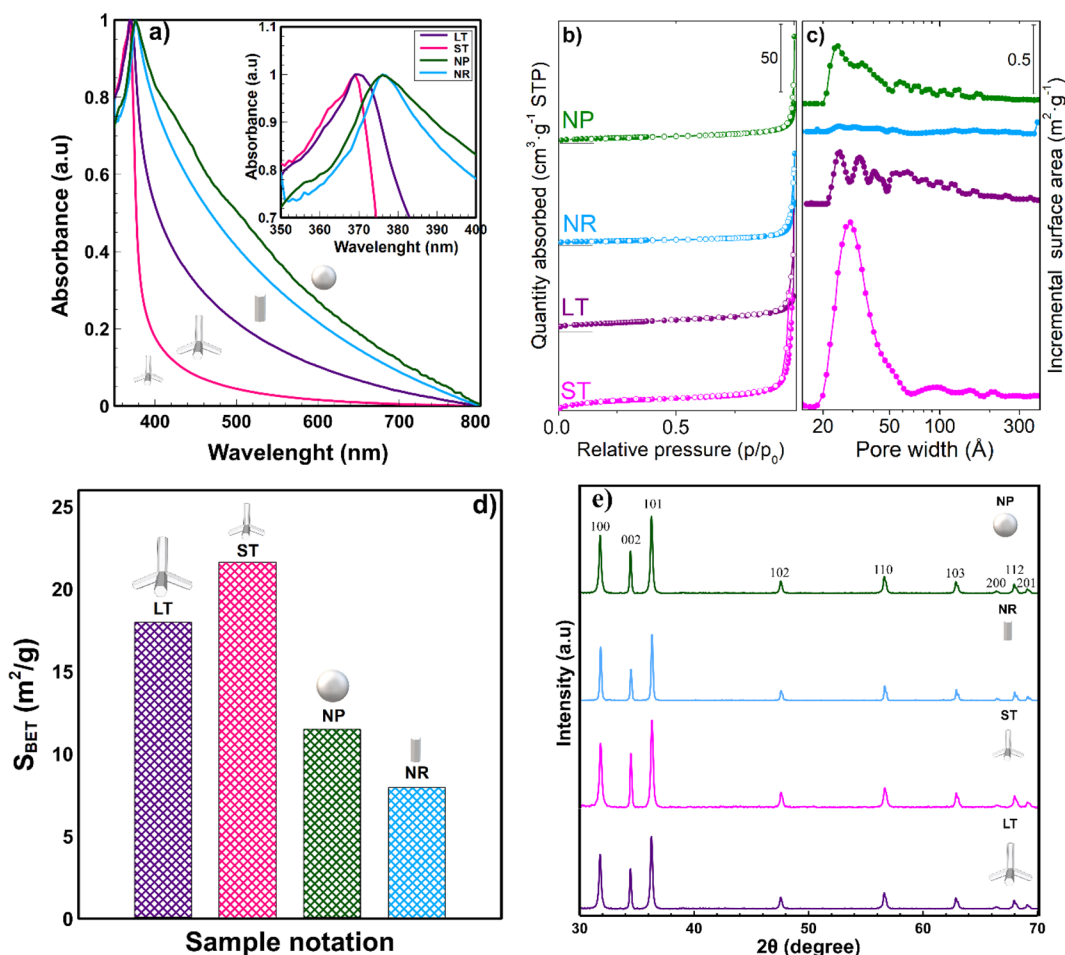 a)
Absorbance (a.u)
1
0.8
0.6
0.4
0.2
0
400 500 600 700 800
Wavelenght (nm)
LT
ST
NP
NR
Absorbance (a.u)
1
0.9
0.8
0.7
350 360 370 380 390 400
Wavelenght (nm)
b)
50
Quantity absorbed (cm³·g⁻¹ STP)
NP
NR
LT
ST
0.0 0.5
Relative pressure (p/p₀)
c)
0.5
Incremental surface area (m²·g⁻¹)
20 50 100 300
Pore width (Å)
d)
S_BET (m²/g)
25
20
15
10
5
0
LT
ST
NP
NR
Sample notation
e)
Intensity (a.u)
100
002
101
102
110
103
200
112
201
NP
NR
ST
LT
30 40 50 60 70
2θ (degree)